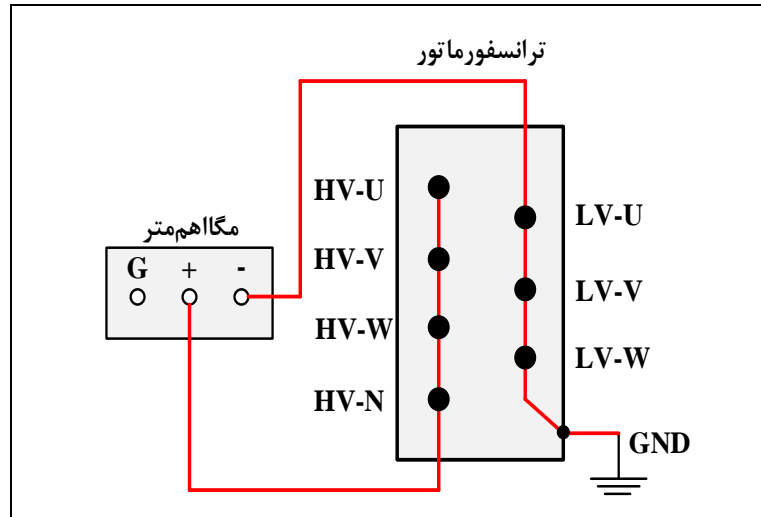 ترانسفورماتور
HV-U
LV-U
مگااهم‌متر
G + -
HV-V
LV-V
HV-W
LV-W
HV-N
GND